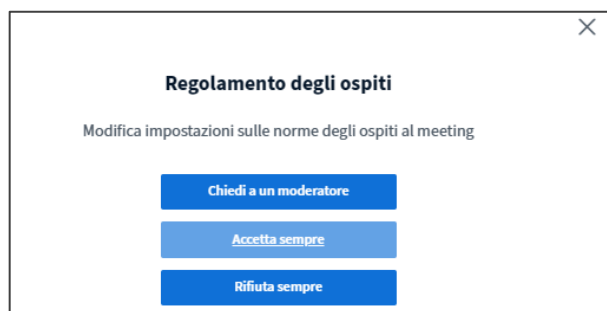 Regolamento degli ospiti
Modifica impostazioni sulle norme degli ospiti al meeting
Chiedi a un moderatore
Accetta sempre
Rifiuta sempre